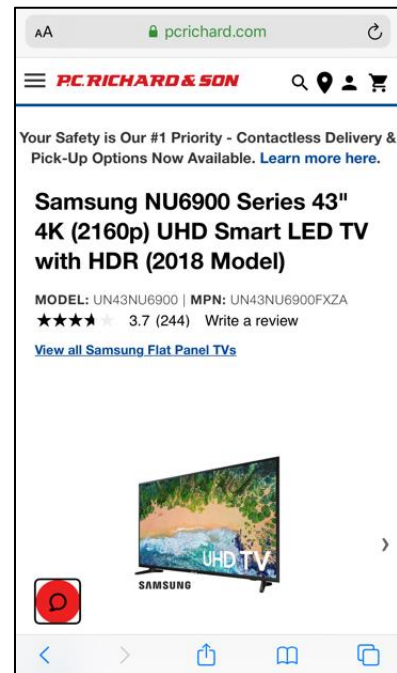 AA pcrichard.com
P.C. RICHARD & SON
Your Safety is Our #1 Priority - Contactless Delivery &
Pick-Up Options Now Available. Learn more here.
Samsung NU6900 Series 43"
4K (2160p) UHD Smart LED TV
with HDR (2018 Model)
MODEL: UN43NU6900 | MPN: UN43NU6900FXZA
3.7 (244) Write a review
View all Samsung Flat Panel TVs
UHD TV
SAMSUNG